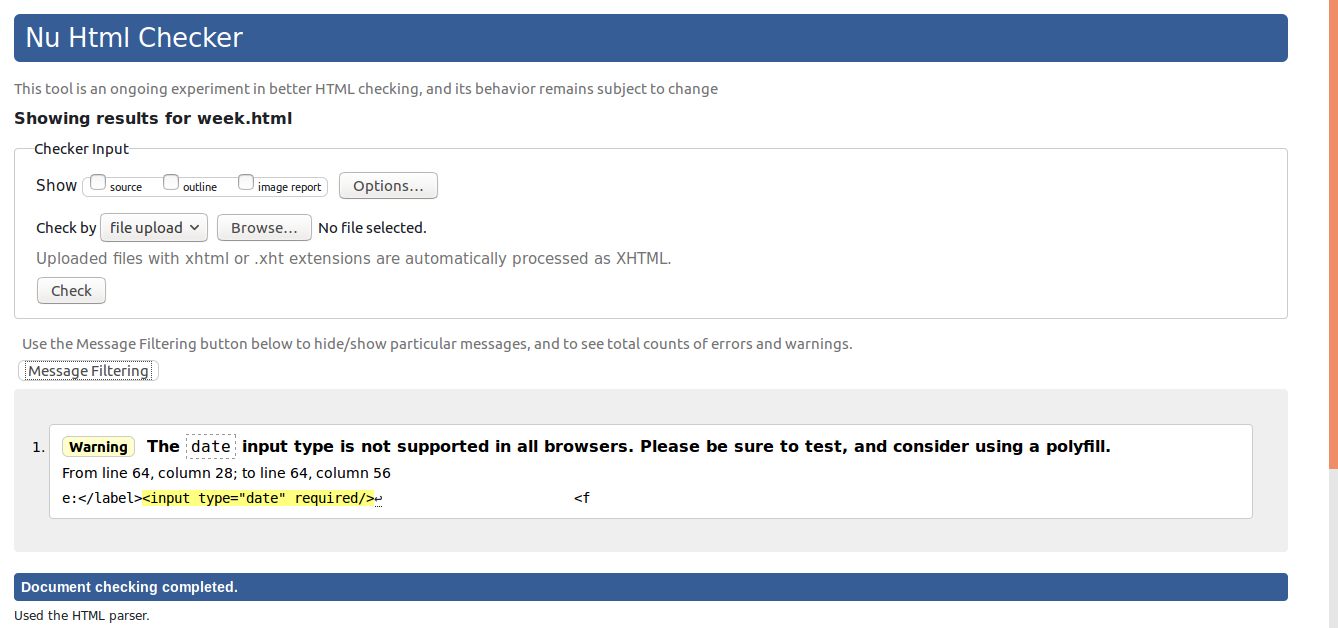 Nu Html Checker
This tool is an ongoing experiment in better HTML checking, and its behavior remains subject to change
Showing results for week.html
Checker Input
Show source outline image report Options...
Check by file upload Browse... No file selected.
Uploaded files with xhtml or .xht extensions are automatically processed as XHTML.
Check
Use the Message Filtering button below to hide/show particular messages, and to see total counts of errors and warnings.
Message Filtering
1. Warning The date input type is not supported in all browsers. Please be sure to test, and consider using a polyfill.
From line 64, column 28; to line 64, column 56
e:</label><input type="date" required/>↩ <f
Document checking completed.
Used the HTML parser.